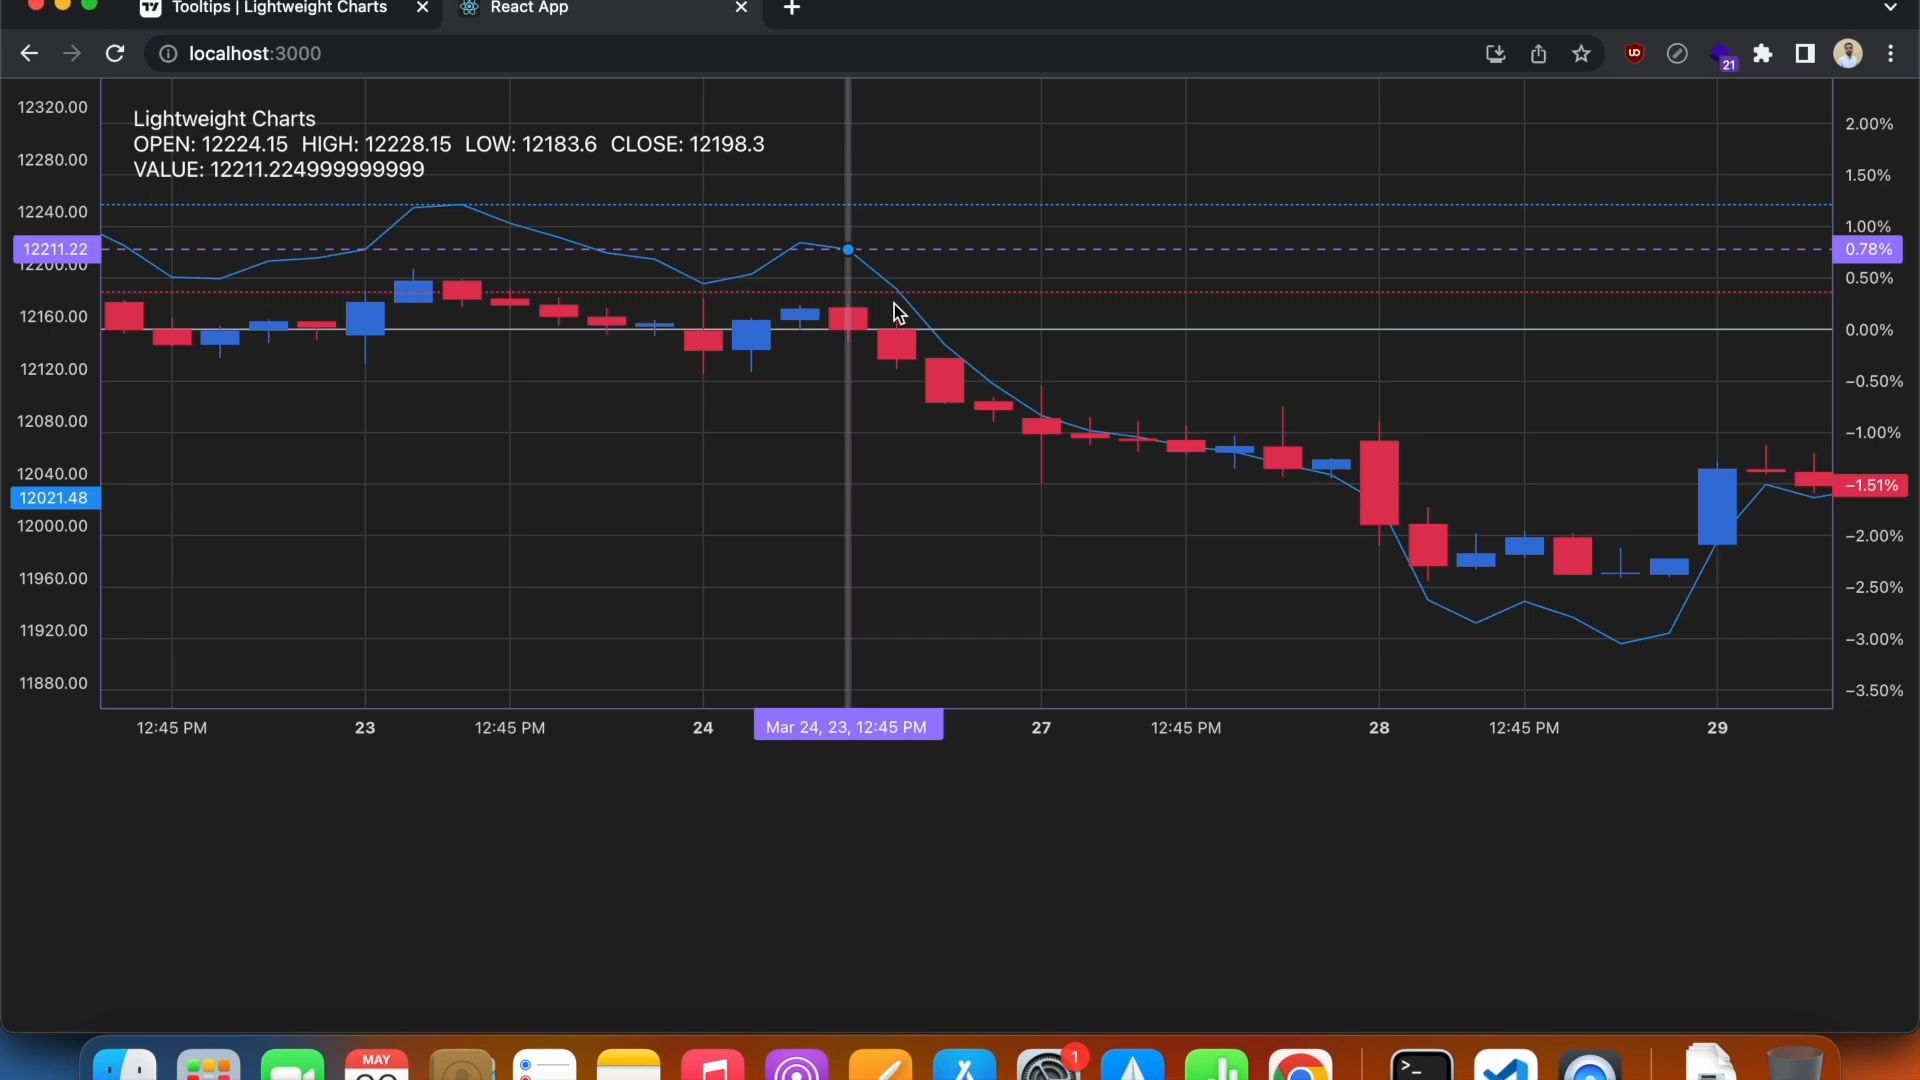 Tooltips | Lightweight Charts
React App
localhost:3000
21
Lightweight Charts
OPEN: 12224.15 HIGH: 12228.15 LOW: 12183.6 CLOSE: 12198.3
VALUE: 12211.224999999999
12320.00
12280.00
12240.00
12211.22
12200.00
12160.00
12120.00
12080.00
12040.00
12021.48
12000.00
11960.00
11920.00
11880.00
2.00%
1.50%
1.00%
0.78%
0.50%
0.00%
−0.50%
−1.00%
−1.51%
−2.00%
−2.50%
−3.00%
−3.50%
12:45 PM
23
12:45 PM
24
Mar 24, 23, 12:45 PM
27
12:45 PM
28
12:45 PM
29
MAY
1